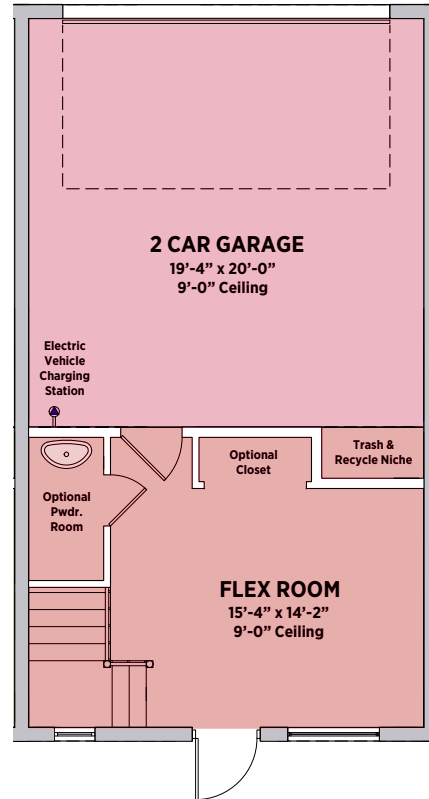 2 CAR GARAGE
19’-4” x 20’-0”
9’-0” Ceiling
Electric
Vehicle
Charging
Station
Optional
Pwdr.
Room
Optional
Closet
Trash &
Recycle Niche
FLEX ROOM
15’-4” x 14’-2”
9’-0” Ceiling